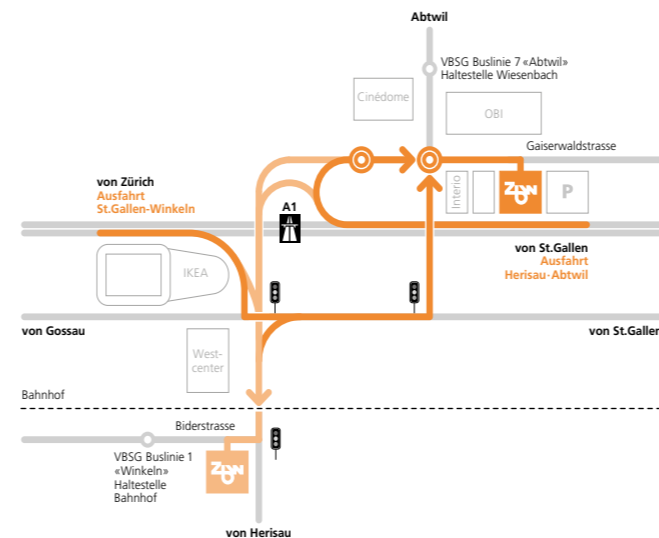 Abtwil
VBSG Buslinie 7 «Abtwil»
Haltestelle Wiesenbach
Cinédome
OBI
Gaiserwaldstrasse
von Zürich
Ausfahrt
St.Gallen-Winkeln
A1
Interio
P
IKEA
von St.Gallen
Ausfahrt
Herisau-Abtwil
von Gossau
von St.Gallen
West-
center
Bahnhof
Biderstrasse
VBSG Buslinie 1
«Winkeln»
Haltestelle
Bahnhof
von Herisau